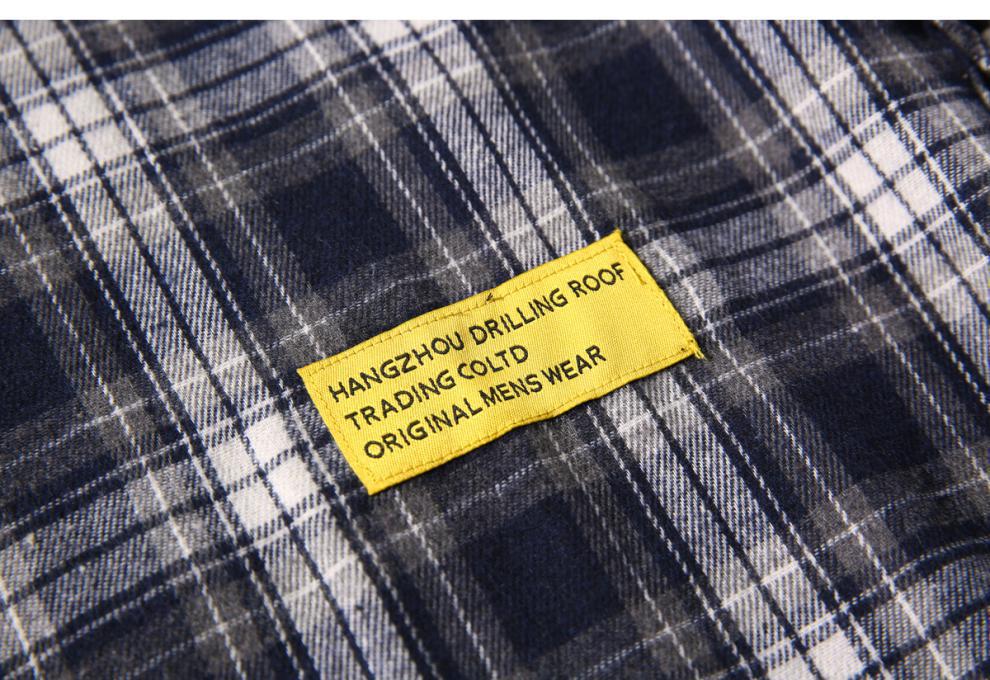 HANGZHOU DRILLING ROOF
TRADING COLTD
ORIGINAL MENS WEAR